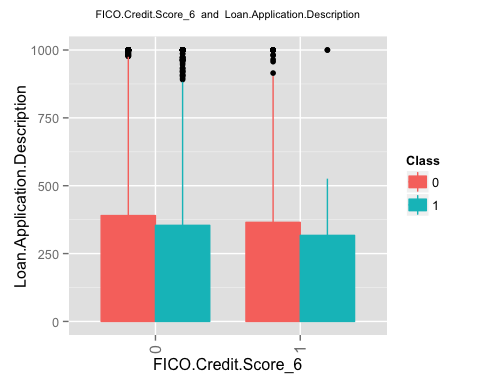 FICO.Credit.Score_6 and Loan.Application.Description
1000
750
500
250
0
Loan.Application.Description
0
1
FICO.Credit.Score_6
Class
0
1